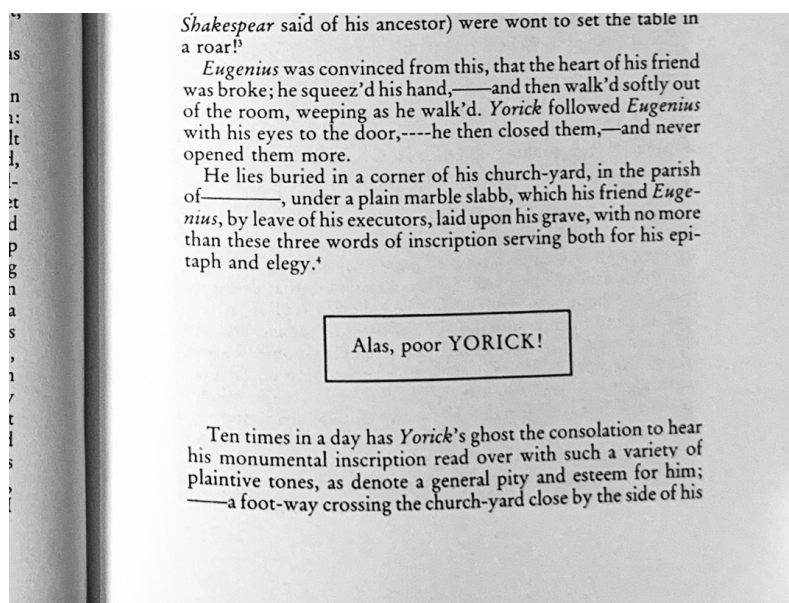 Shakespear said of his ancestor) were wont to set the table in
a roar!³
Eugenius was convinced from this, that the heart of his friend
was broke; he squeez'd his hand,——and then walk'd softly out
of the room, weeping as he walk'd. Yorick followed Eugenius
with his eyes to the door,----he then closed them,—and never
opened them more.
He lies buried in a corner of his church-yard, in the parish
of————, under a plain marble slabb, which his friend Euge-
nius, by leave of his executors, laid upon his grave, with no more
than these three words of inscription serving both for his epi-
taph and elegy.⁴
Alas, poor YORICK!
Ten times in a day has Yorick's ghost the consolation to hear
his monumental inscription read over with such a variety of
plaintive tones, as denote a general pity and esteem for him;
——a foot-way crossing the church-yard close by the side of his